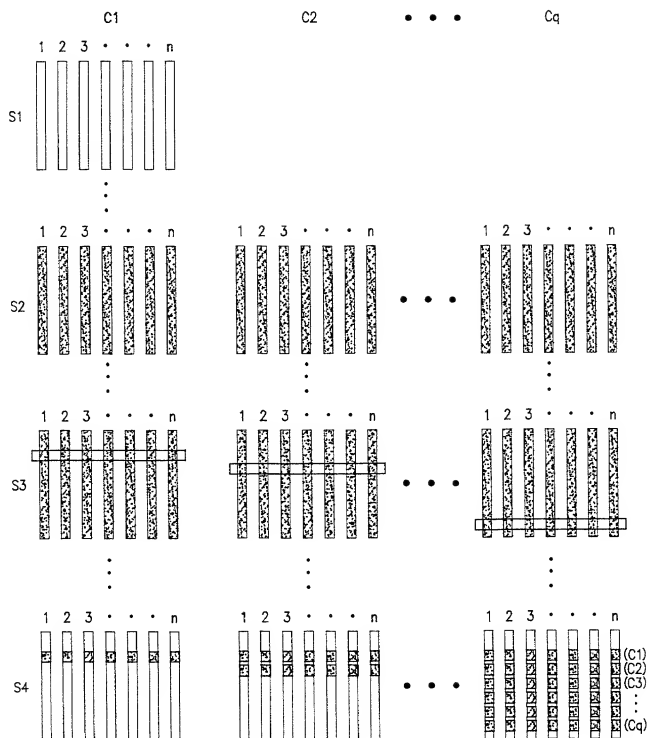 C1 C2 • • • Cq
1 2 3 • • • n
S1
1 2 3 • • • n 1 2 3 • • • n 1 2 3 • • • n
S2 • • •
1 2 3 • • • n 1 2 3 • • • n 1 2 3 • • • n
S3 • • •
1 2 3 • • • n 1 2 3 • • • n 1 2 3 • • • n
(C1)
(C2)
S4 • • • (C3)
(Cq)